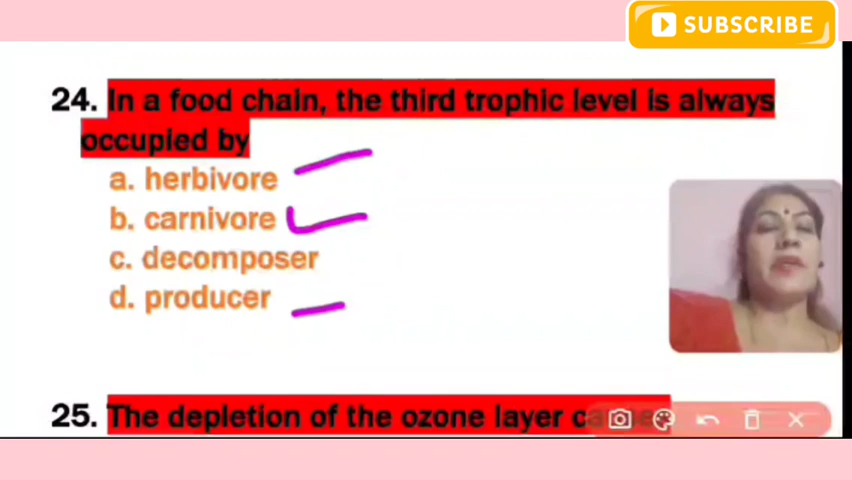 SUBSCRIBE
24. In a food chain, the third trophic level is always
occupied by
a. herbivore
b. carnivore
c. decomposer
d. producer
25. The depletion of the ozone layer